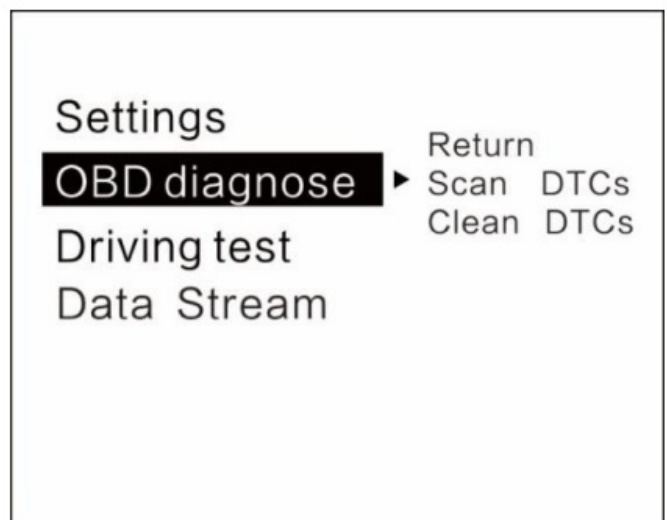 Settings
OBD diagnose
Driving test
Data Stream
Return
Scan DTCs
Clean DTCs